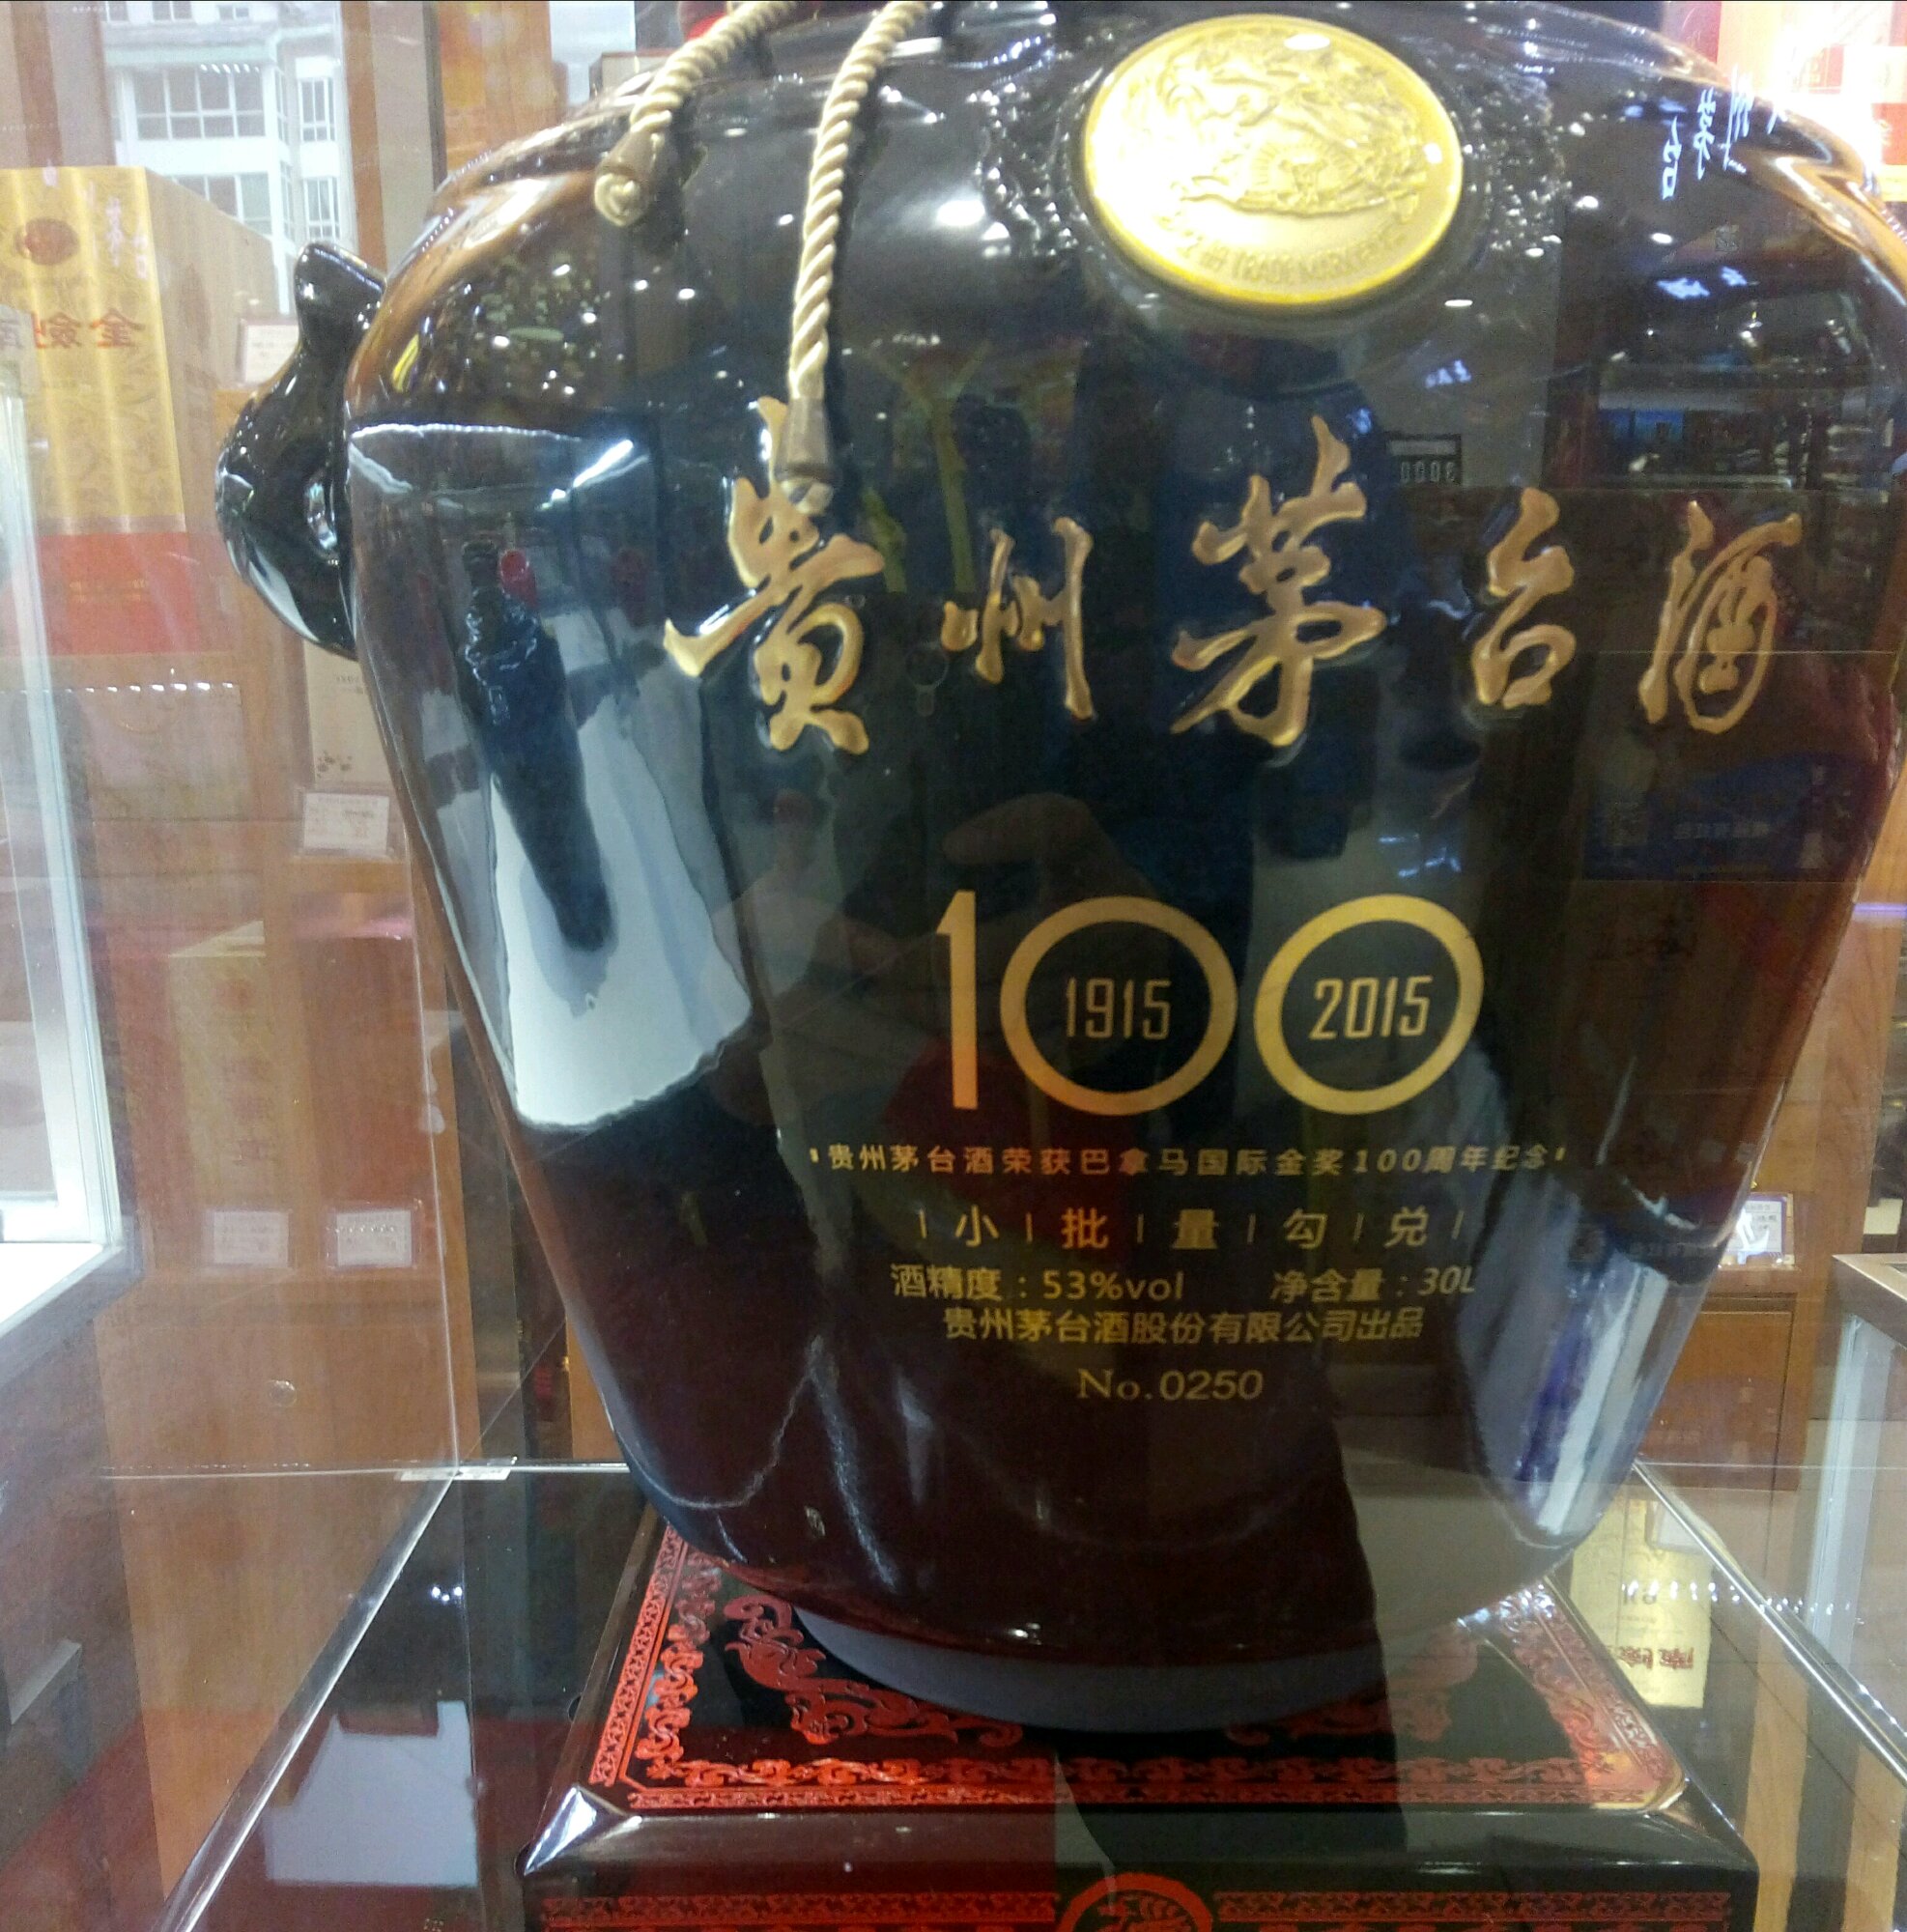 贵州茅台酒
100
1915 2015
"贵州茅台酒荣获巴拿马国际金奖100周年纪念"
小|批|量|勾|兑
酒精度：53%vol 净含量：30L
贵州茅台酒股份有限公司出品
No.0250